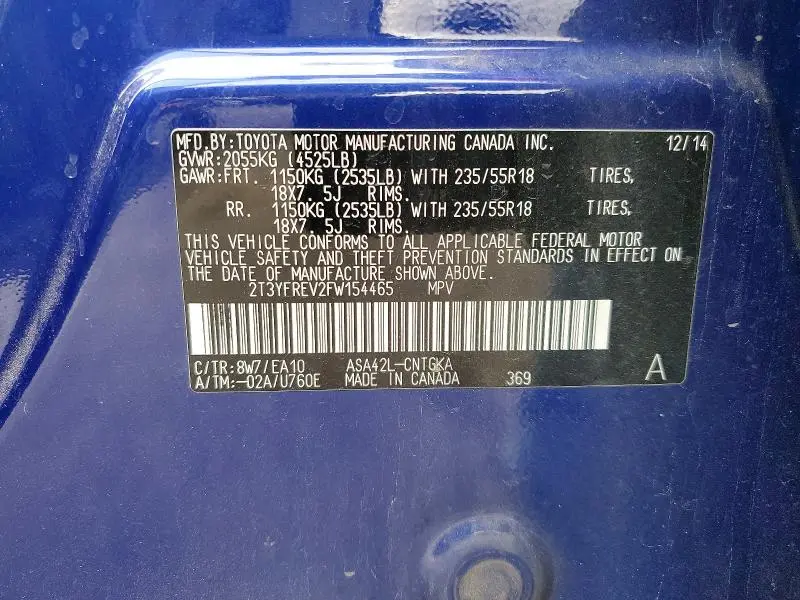 MFD.BY:TOYOTA MOTOR MANUFACTURING CANADA INC. 12/14
GVWR:2055KG (4525LB)
GAWR:FRT. 1150KG (2535LB) WITH 235/55R18 TIRES,
18X7.5J RIMS.
RR. 1150KG (2535LB) WITH 235/55R18 TIRES,
18X7.5J RIMS.
THIS VEHICLE CONFORMS TO ALL APPLICABLE FEDERAL MOTOR
VEHICLE SAFETY AND THEFT PREVENTION STANDARDS IN EFFECT ON
THE DATE OF MANUFACTURE SHOWN ABOVE.
2T3YFREV2FW154465 MPV
C/TR:8W7/EA10 ASA42L-CNTGKA
A/TM:-02A/U760E MADE IN CANADA 369 A